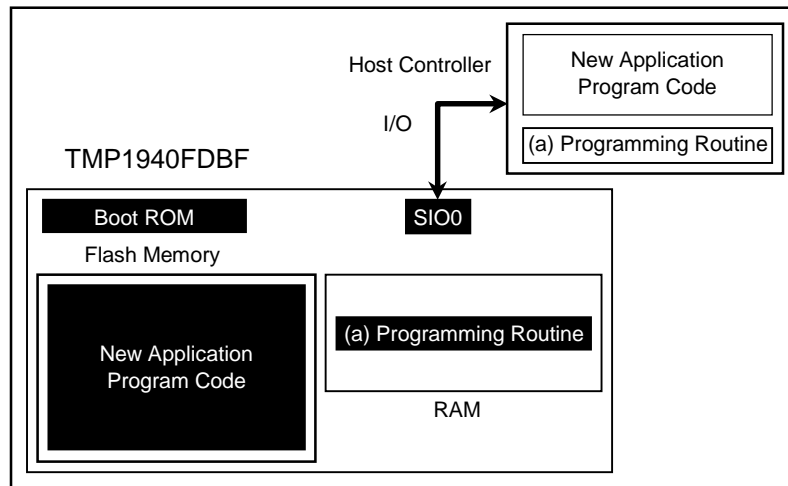 Host Controller
New Application
Program Code
(a) Programming Routine
I/O
TMP1940FDBF
Boot ROM
SIO0
Flash Memory
New Application
Program Code
(a) Programming Routine
RAM